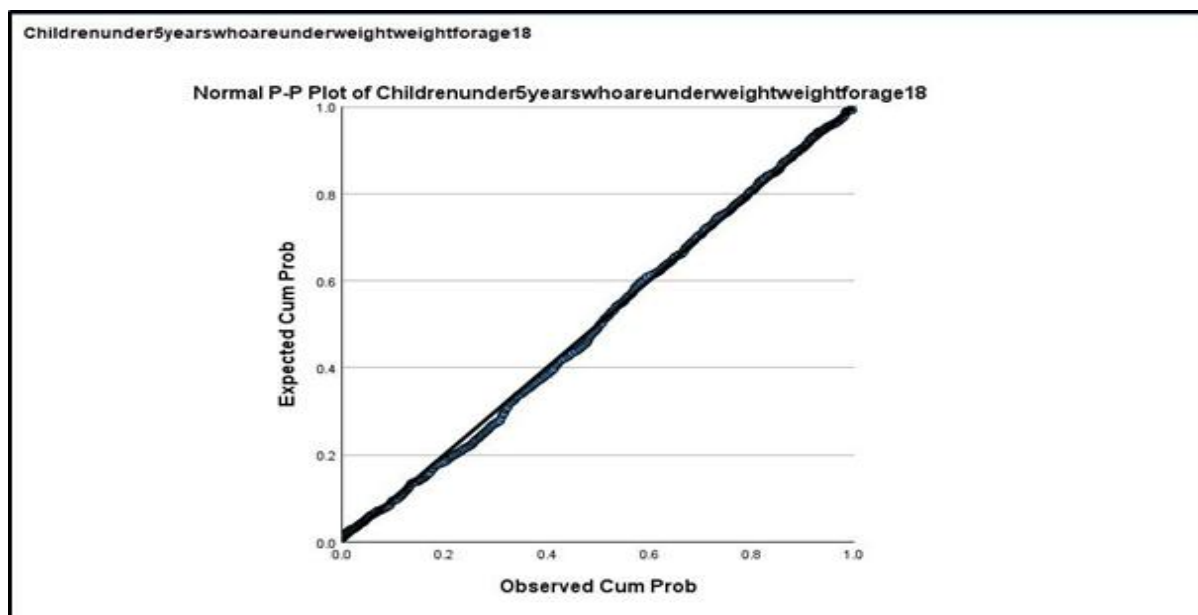 Childrenunder5yearswhoareunderweightweightforage18
Normal P-P Plot of Childrenunder5yearswhoareunderweightweightforage18
1.0
0.8
0.6
0.4
0.2
0.0
Expected Cum Prob
0.0 0.2 0.4 0.6 0.8 1.0
Observed Cum Prob